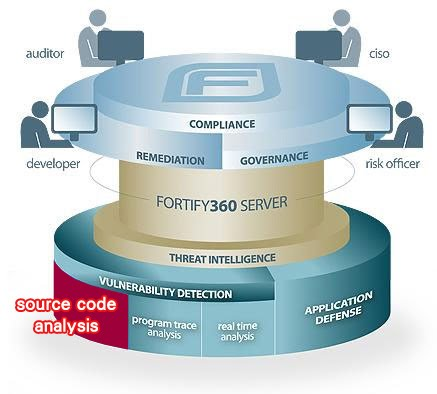 auditor
ciso
COMPLIANCE
developer
REMEDIATION
GOVERNANCE
risk officer
FORTIFY360 SERVER
THREAT INTELLIGENCE
VULNERABILITY DETECTION
source code
analysis
program trace
analysis
real time
analysis
APPLICATION
DEFENSE